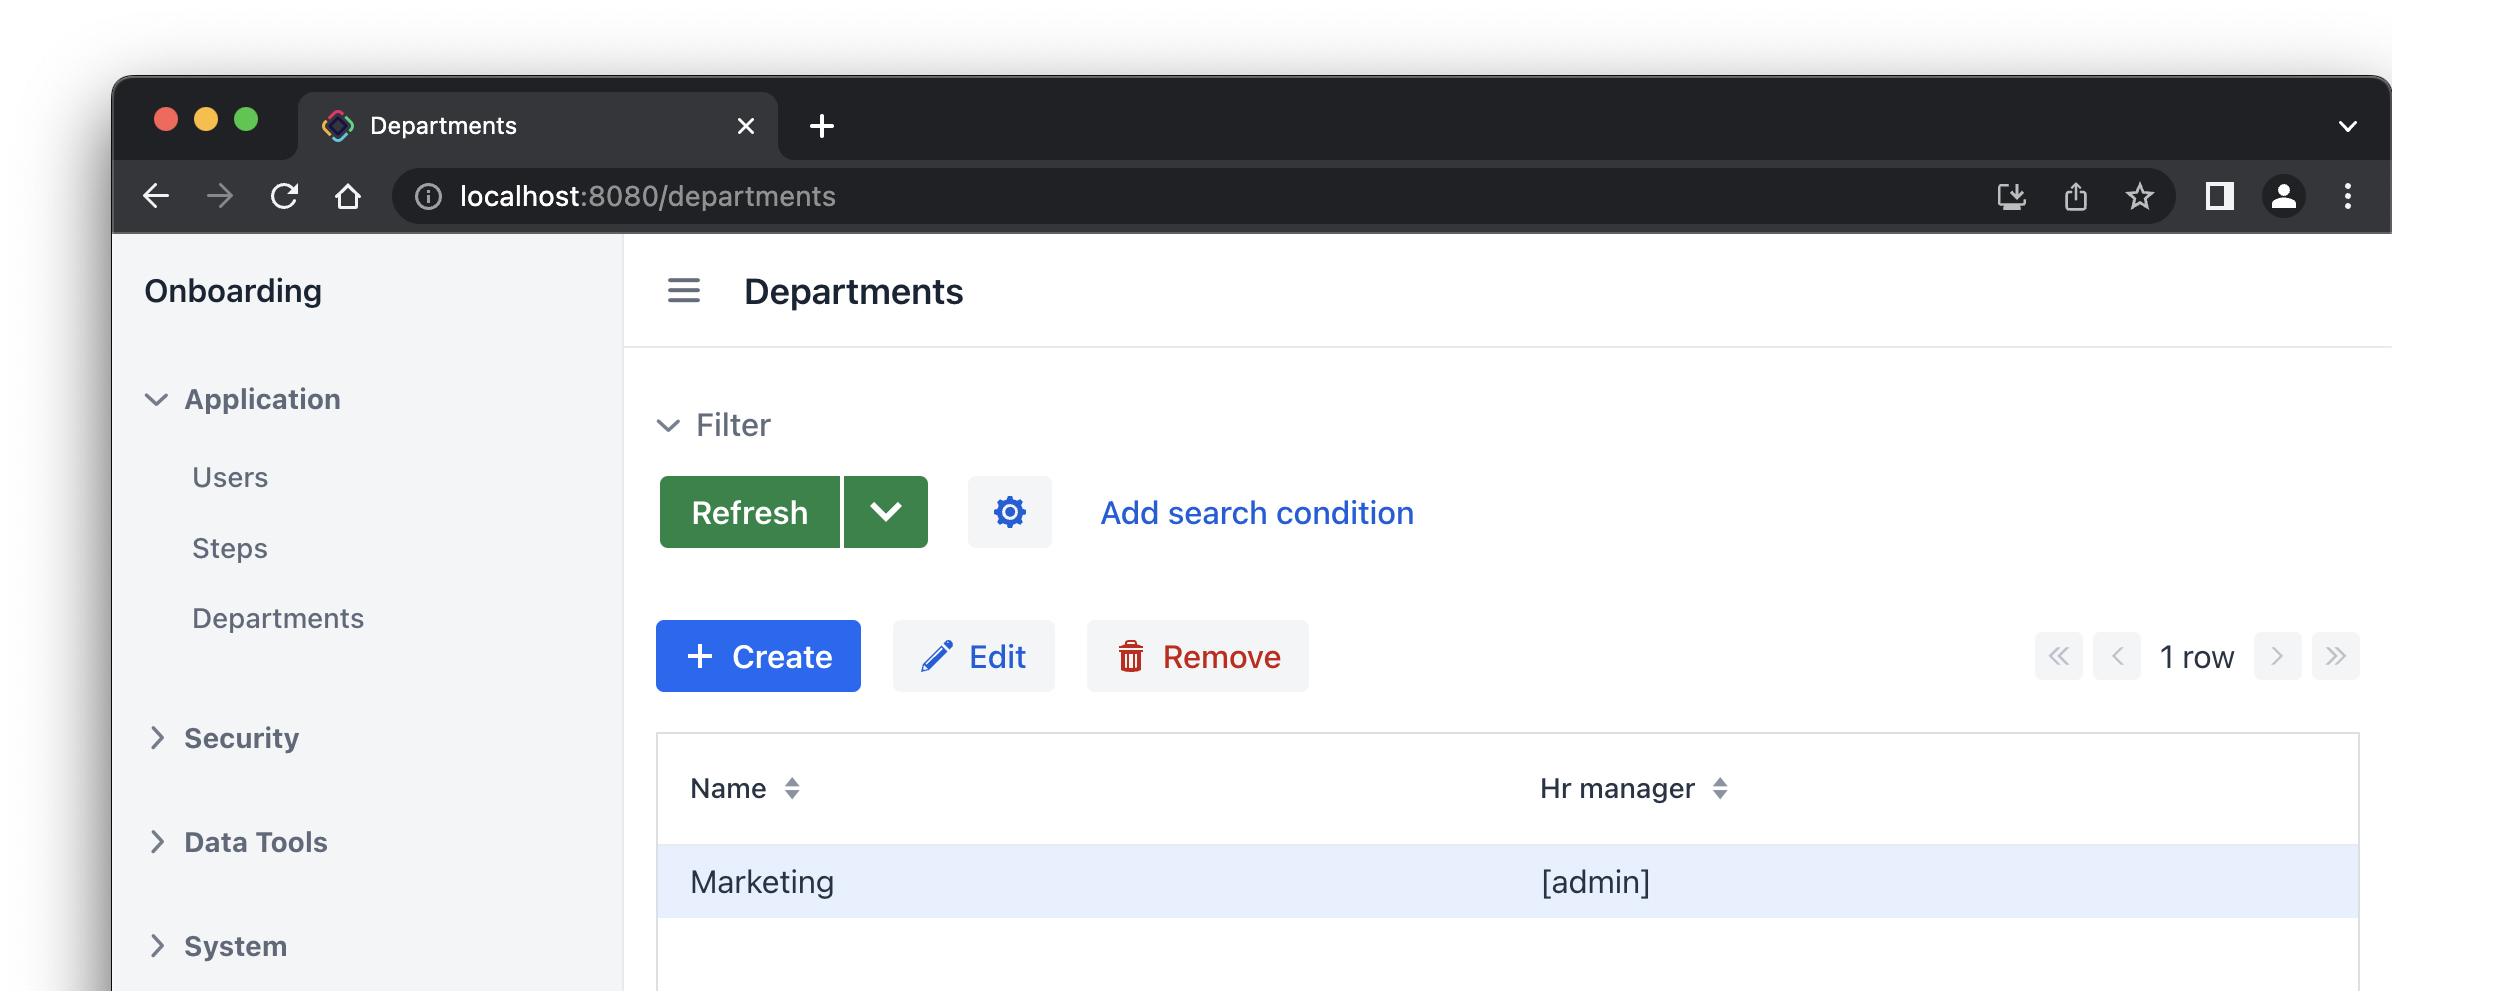 Departments
localhost:8080/departments
Onboarding
Departments
Application
Users
Steps
Departments
Security
Data Tools
System
Filter
Refresh
Add search condition
Create Edit Remove 1 row
Name Hr manager
Marketing [admin]